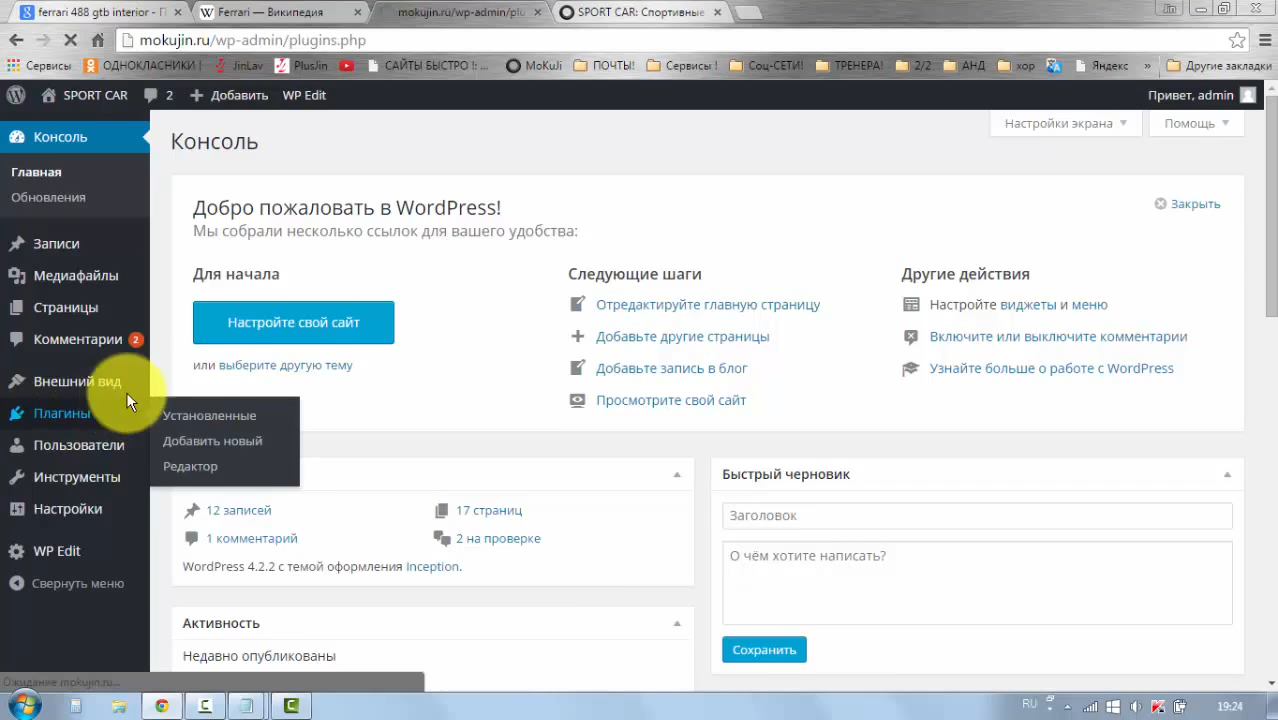 ferrari 488 gtb interior - П
Ferrari — Википедия
mokujin.ru/wp-admin/plu
SPORT CAR: Спортивные
mokujin.ru/wp-admin/plugins.php
Сервисы
ОДНОКЛАСНИКИ !
JinLav
PlusJin
САЙТЫ БЫСТРО !: ...
MoKuJi
ПОЧТЫ!
Сервисы !
Соц-СЕТИ!
ТРЕНЕРА!
2/2
АНД
хор
Яндекс
»
Другие закладки
SPORT CAR
2
Добавить
WP Edit
Привет, admin
Консоль
Главная
Обновления
Записи
Медиафайлы
Страницы
Комментарии 2
Внешний вид
Плагины
Пользователи
Инструменты
Настройки
WP Edit
Свернуть меню
Установленные
Добавить новый
Редактор
Консоль
Настройки экрана
Помощь
Добро пожаловать в WordPress!
Мы собрали несколько ссылок для вашего удобства:
Закрыть
Для начала
Настройте свой сайт
или выберите другую тему
Следующие шаги
Отредактируйте главную страницу
Добавьте другие страницы
Добавьте запись в блог
Просмотрите свой сайт
Другие действия
Настройте виджеты и меню
Включите или выключите комментарии
Узнайте больше о работе с WordPress
12 записей
17 страниц
1 комментарий
2 на проверке
WordPress 4.2.2 с темой оформления Inception.
Активность
Недавно опубликованы
Быстрый черновик
Заголовок
О чём хотите написать?
Сохранить
Ожидание mokujin.ru...
RU
19:24